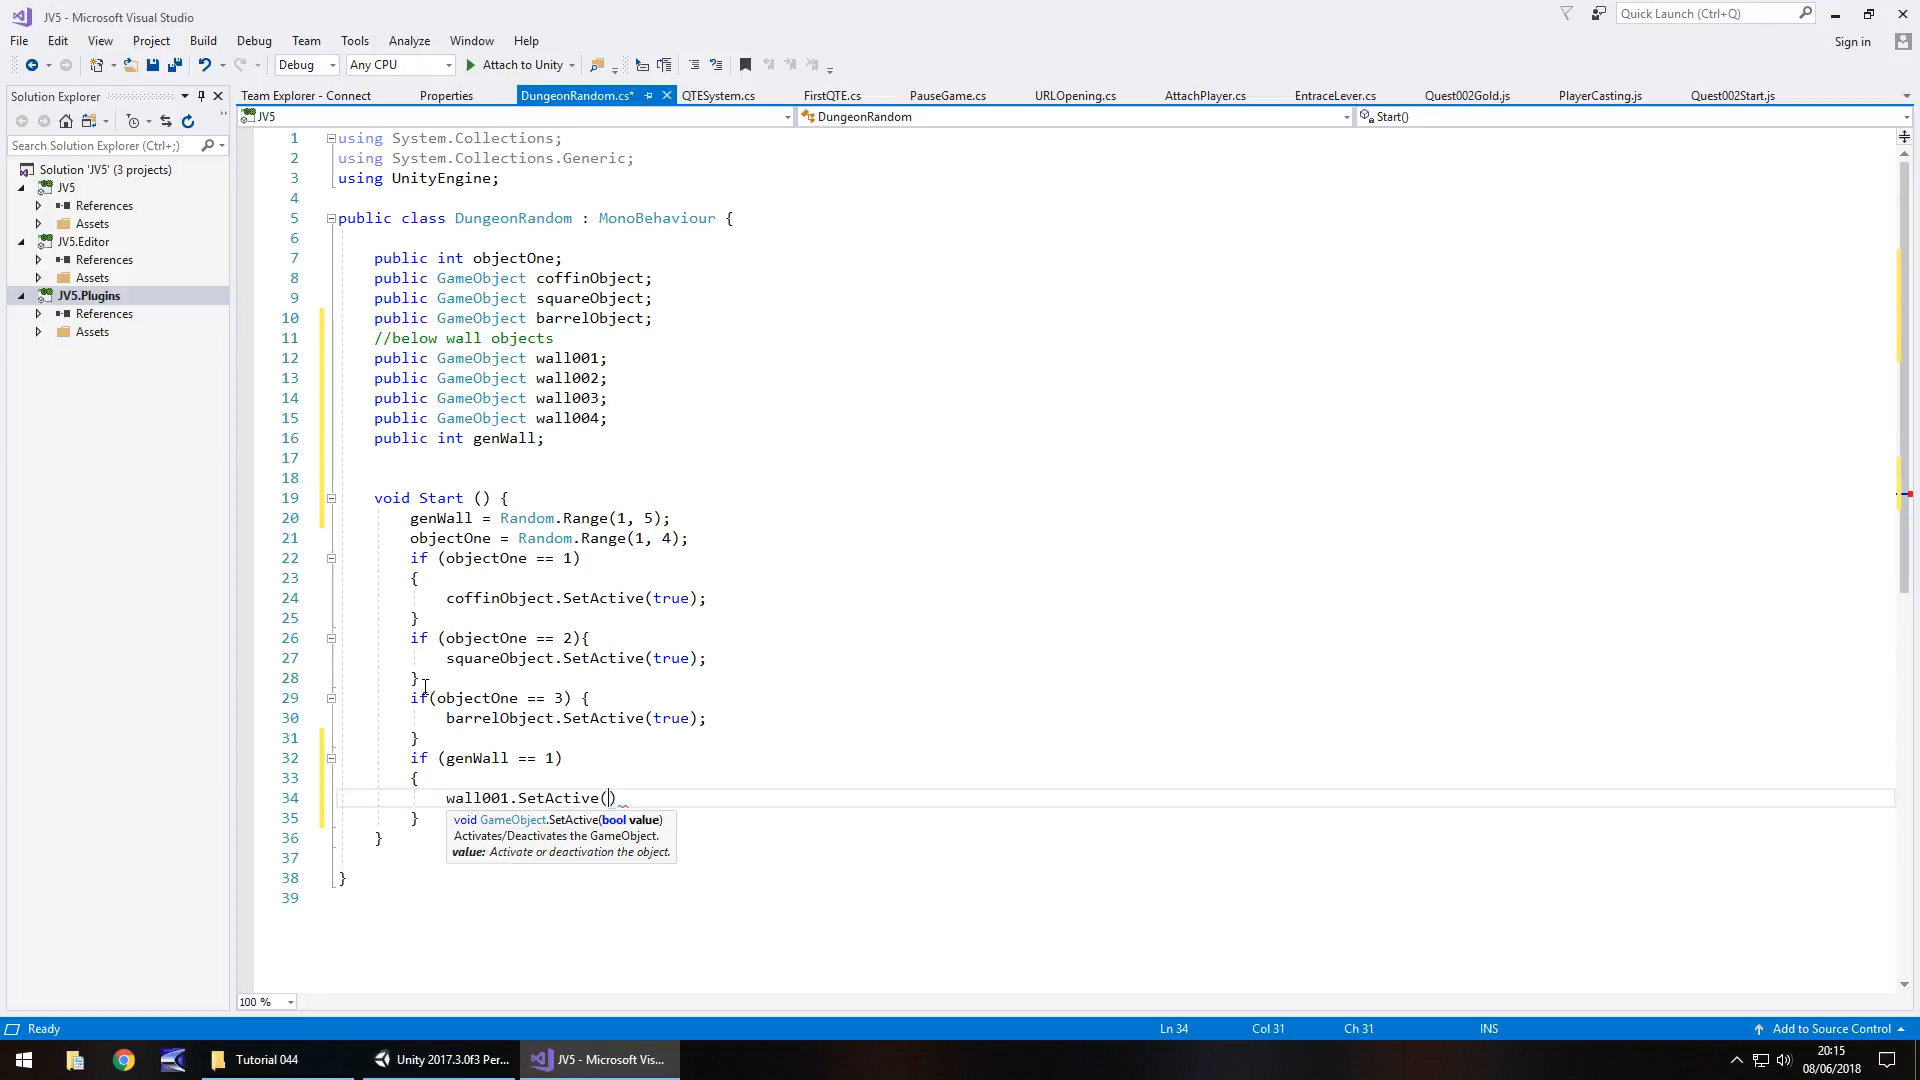 JV5 - Microsoft Visual Studio
Quick Launch (Ctrl+Q)
File Edit View Project Build Debug Team Tools Analyze Window Help
Sign in
Debug Any CPU Attach to Unity
Solution Explorer
Team Explorer - Connect Properties DungeonRandom.cs* QTESystem.cs FirstQTE.cs PauseGame.cs URLOpening.cs AttachPlayer.cs EntraceLever.cs Quest002Gold.js PlayerCasting.js Quest002Start.js
JV5 DungeonRandom Start()
Search Solution Explorer (Ctrl+;)
Solution 'JV5' (3 projects)
JV5
References
Assets
JV5.Editor
References
Assets
JV5.Plugins
References
Assets
1 using System.Collections;
2 using System.Collections.Generic;
3 using UnityEngine;
4
5 public class DungeonRandom : MonoBehaviour {
6
7 public int objectOne;
8 public GameObject coffinObject;
9 public GameObject squareObject;
10 public GameObject barrelObject;
11 //below wall objects
12 public GameObject wall001;
13 public GameObject wall002;
14 public GameObject wall003;
15 public GameObject wall004;
16 public int genWall;
17
18
19 void Start () {
20 genWall = Random.Range(1, 5);
21 objectOne = Random.Range(1, 4);
22 if (objectOne == 1)
23 {
24 coffinObject.SetActive(true);
25 }
26 if (objectOne == 2){
27 squareObject.SetActive(true);
28 }
29 if(objectOne == 3) {
30 barrelObject.SetActive(true);
31 }
32 if (genWall == 1)
33 {
34 wall001.SetActive()
35 }
36 }
37
38 }
39
void GameObject.SetActive(bool value)
Activates/Deactivates the GameObject.
value: Activate or deactivation the object.
100 %
Ready Ln 34 Col 31 Ch 31 INS Add to Source Control
Tutorial 044 Unity 2017.3.0f3 Per... JV5 - Microsoft Vis...
20:15
08/06/2018